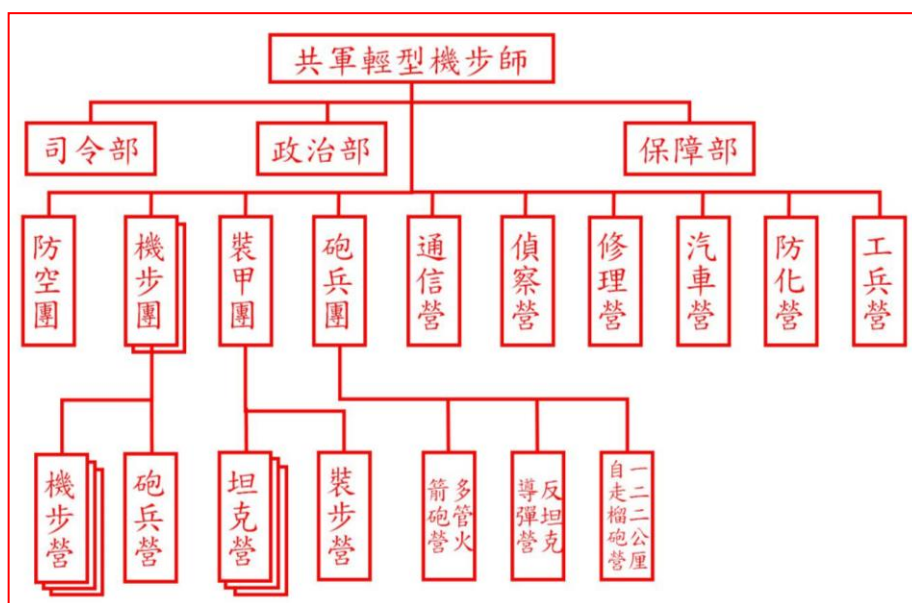 共軍輕型機步師
司令部
政治部
保障部
防空團
機步團
裝甲團
砲兵團
通信營
偵察營
修理營
汽車營
防化營
工兵營
機步營
砲兵營
坦克營
裝步營
多管火
箭砲營
反坦克
導彈營
一二二公厘
自走榴砲營